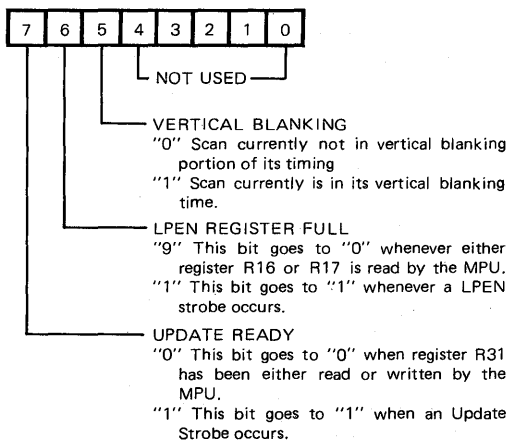 7 6 5 4 3 2 1 0
NOT USED
VERTICAL BLANKING
"0" Scan currently not in vertical blanking
portion of its timing
"1" Scan currently is in its vertical blanking
time.
LPEN REGISTER FULL
"9" This bit goes to "0" whenever either
register R16 or R17 is read by the MPU.
"1" This bit goes to "1" whenever a LPEN
strobe occurs.
UPDATE READY
"0" This bit goes to "0" when register R31
has been either read or written by the
MPU.
"1" This bit goes to "1" when an Update
Strobe occurs.